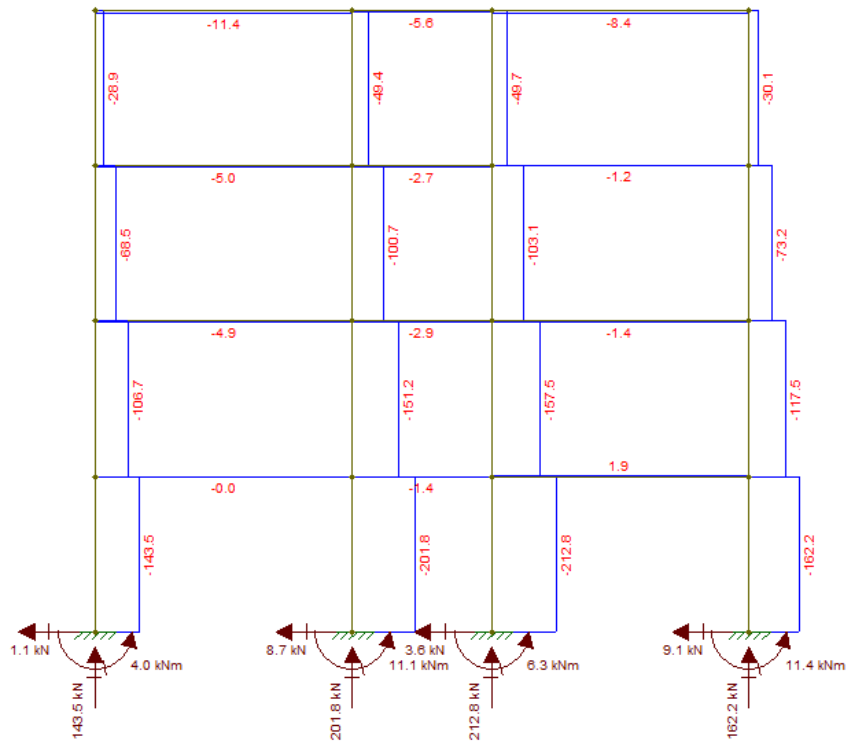 -11.4
-5.6
-8.4
-28.9
-49.4
-49.7
-30.1
-5.0
-2.7
-1.2
-68.5
-100.7
-103.1
-73.2
-4.9
-2.9
-1.4
-106.7
-151.2
-157.5
-117.5
-0.0
-1.4
1.9
-143.5
-201.8
-212.8
-162.2
1.1 kN
8.7 kN
3.6 kN
9.1 kN
4.0 kNm
11.1 kNm
6.3 kNm
11.4 kNm
143.5 kN
201.8 kN
212.8 kN
162.2 kN